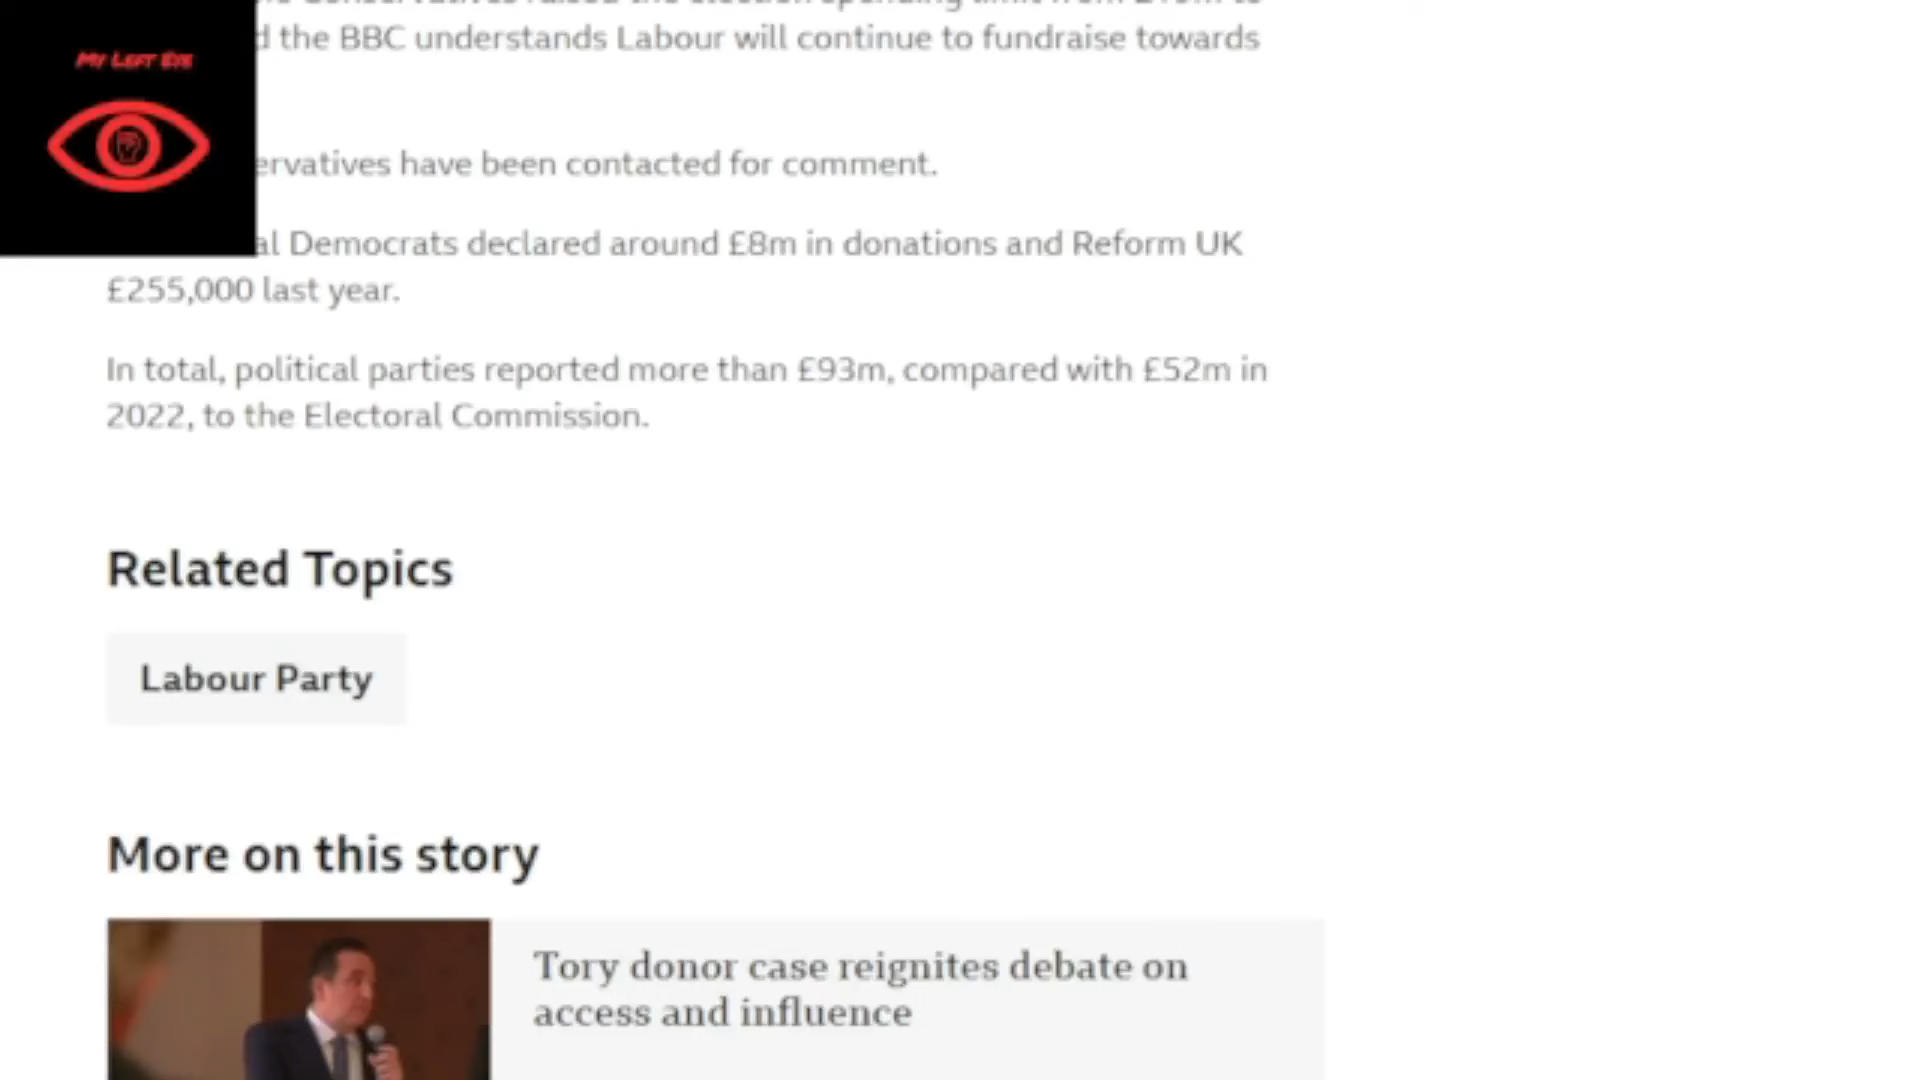 My Left Eye
the BBC understands Labour will continue to fundraise towards
have been contacted for comment.
Democrats declared around £8m in donations and Reform UK
£255,000 last year.
In total, political parties reported more than £93m, compared with £52m in
2022, to the Electoral Commission.
Related Topics
Labour Party
More on this story
Tory donor case reignites debate on
access and influence